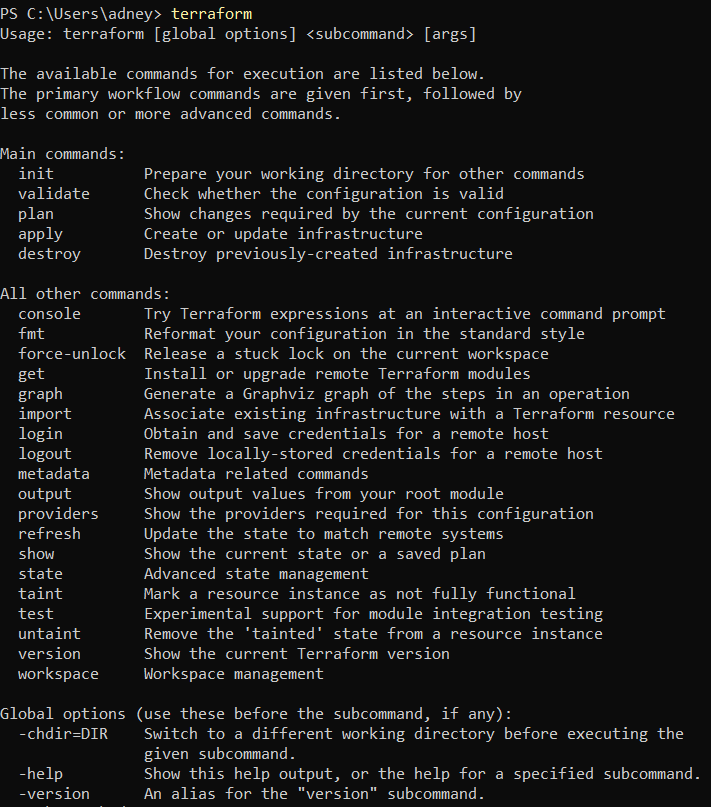 PS C:\Users\adney> terraform
Usage: terraform [global options] <subcommand> [args]

The available commands for execution are listed below.
The primary workflow commands are given first, followed by
less common or more advanced commands.

Main commands:
  init          Prepare your working directory for other commands
  validate      Check whether the configuration is valid
  plan          Show changes required by the current configuration
  apply         Create or update infrastructure
  destroy       Destroy previously-created infrastructure

All other commands:
  console       Try Terraform expressions at an interactive command prompt
  fmt           Reformat your configuration in the standard style
  force-unlock  Release a stuck lock on the current workspace
  get           Install or upgrade remote Terraform modules
  graph         Generate a Graphviz graph of the steps in an operation
  import        Associate existing infrastructure with a Terraform resource
  login         Obtain and save credentials for a remote host
  logout        Remove locally-stored credentials for a remote host
  metadata      Metadata related commands
  output        Show output values from your root module
  providers     Show the providers required for this configuration
  refresh       Update the state to match remote systems
  show          Show the current state or a saved plan
  state         Advanced state management
  taint         Mark a resource instance as not fully functional
  test          Experimental support for module integration testing
  untaint       Remove the 'tainted' state from a resource instance
  version       Show the current Terraform version
  workspace     Workspace management

Global options (use these before the subcommand, if any):
  -chdir=DIR    Switch to a different working directory before executing the
                given subcommand.
  -help         Show this help output, or the help for a specified subcommand.
  -version      An alias for the "version" subcommand.